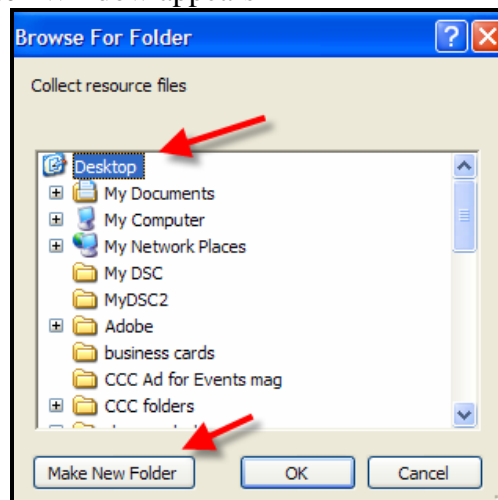 Browse For Folder
Collect resource files
Desktop
My Documents
My Computer
My Network Places
My DSC
MyDSC2
Adobe
business cards
CCC Ad for Events mag
CCC folders
Make New Folder OK Cancel